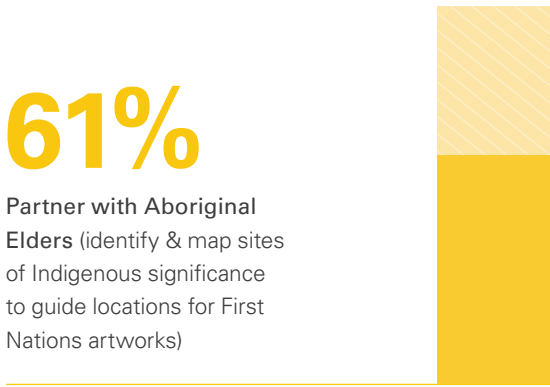 61%
Partner with Aboriginal
Elders (identify & map sites
of Indigenous significance
to guide locations for First
Nations artworks)